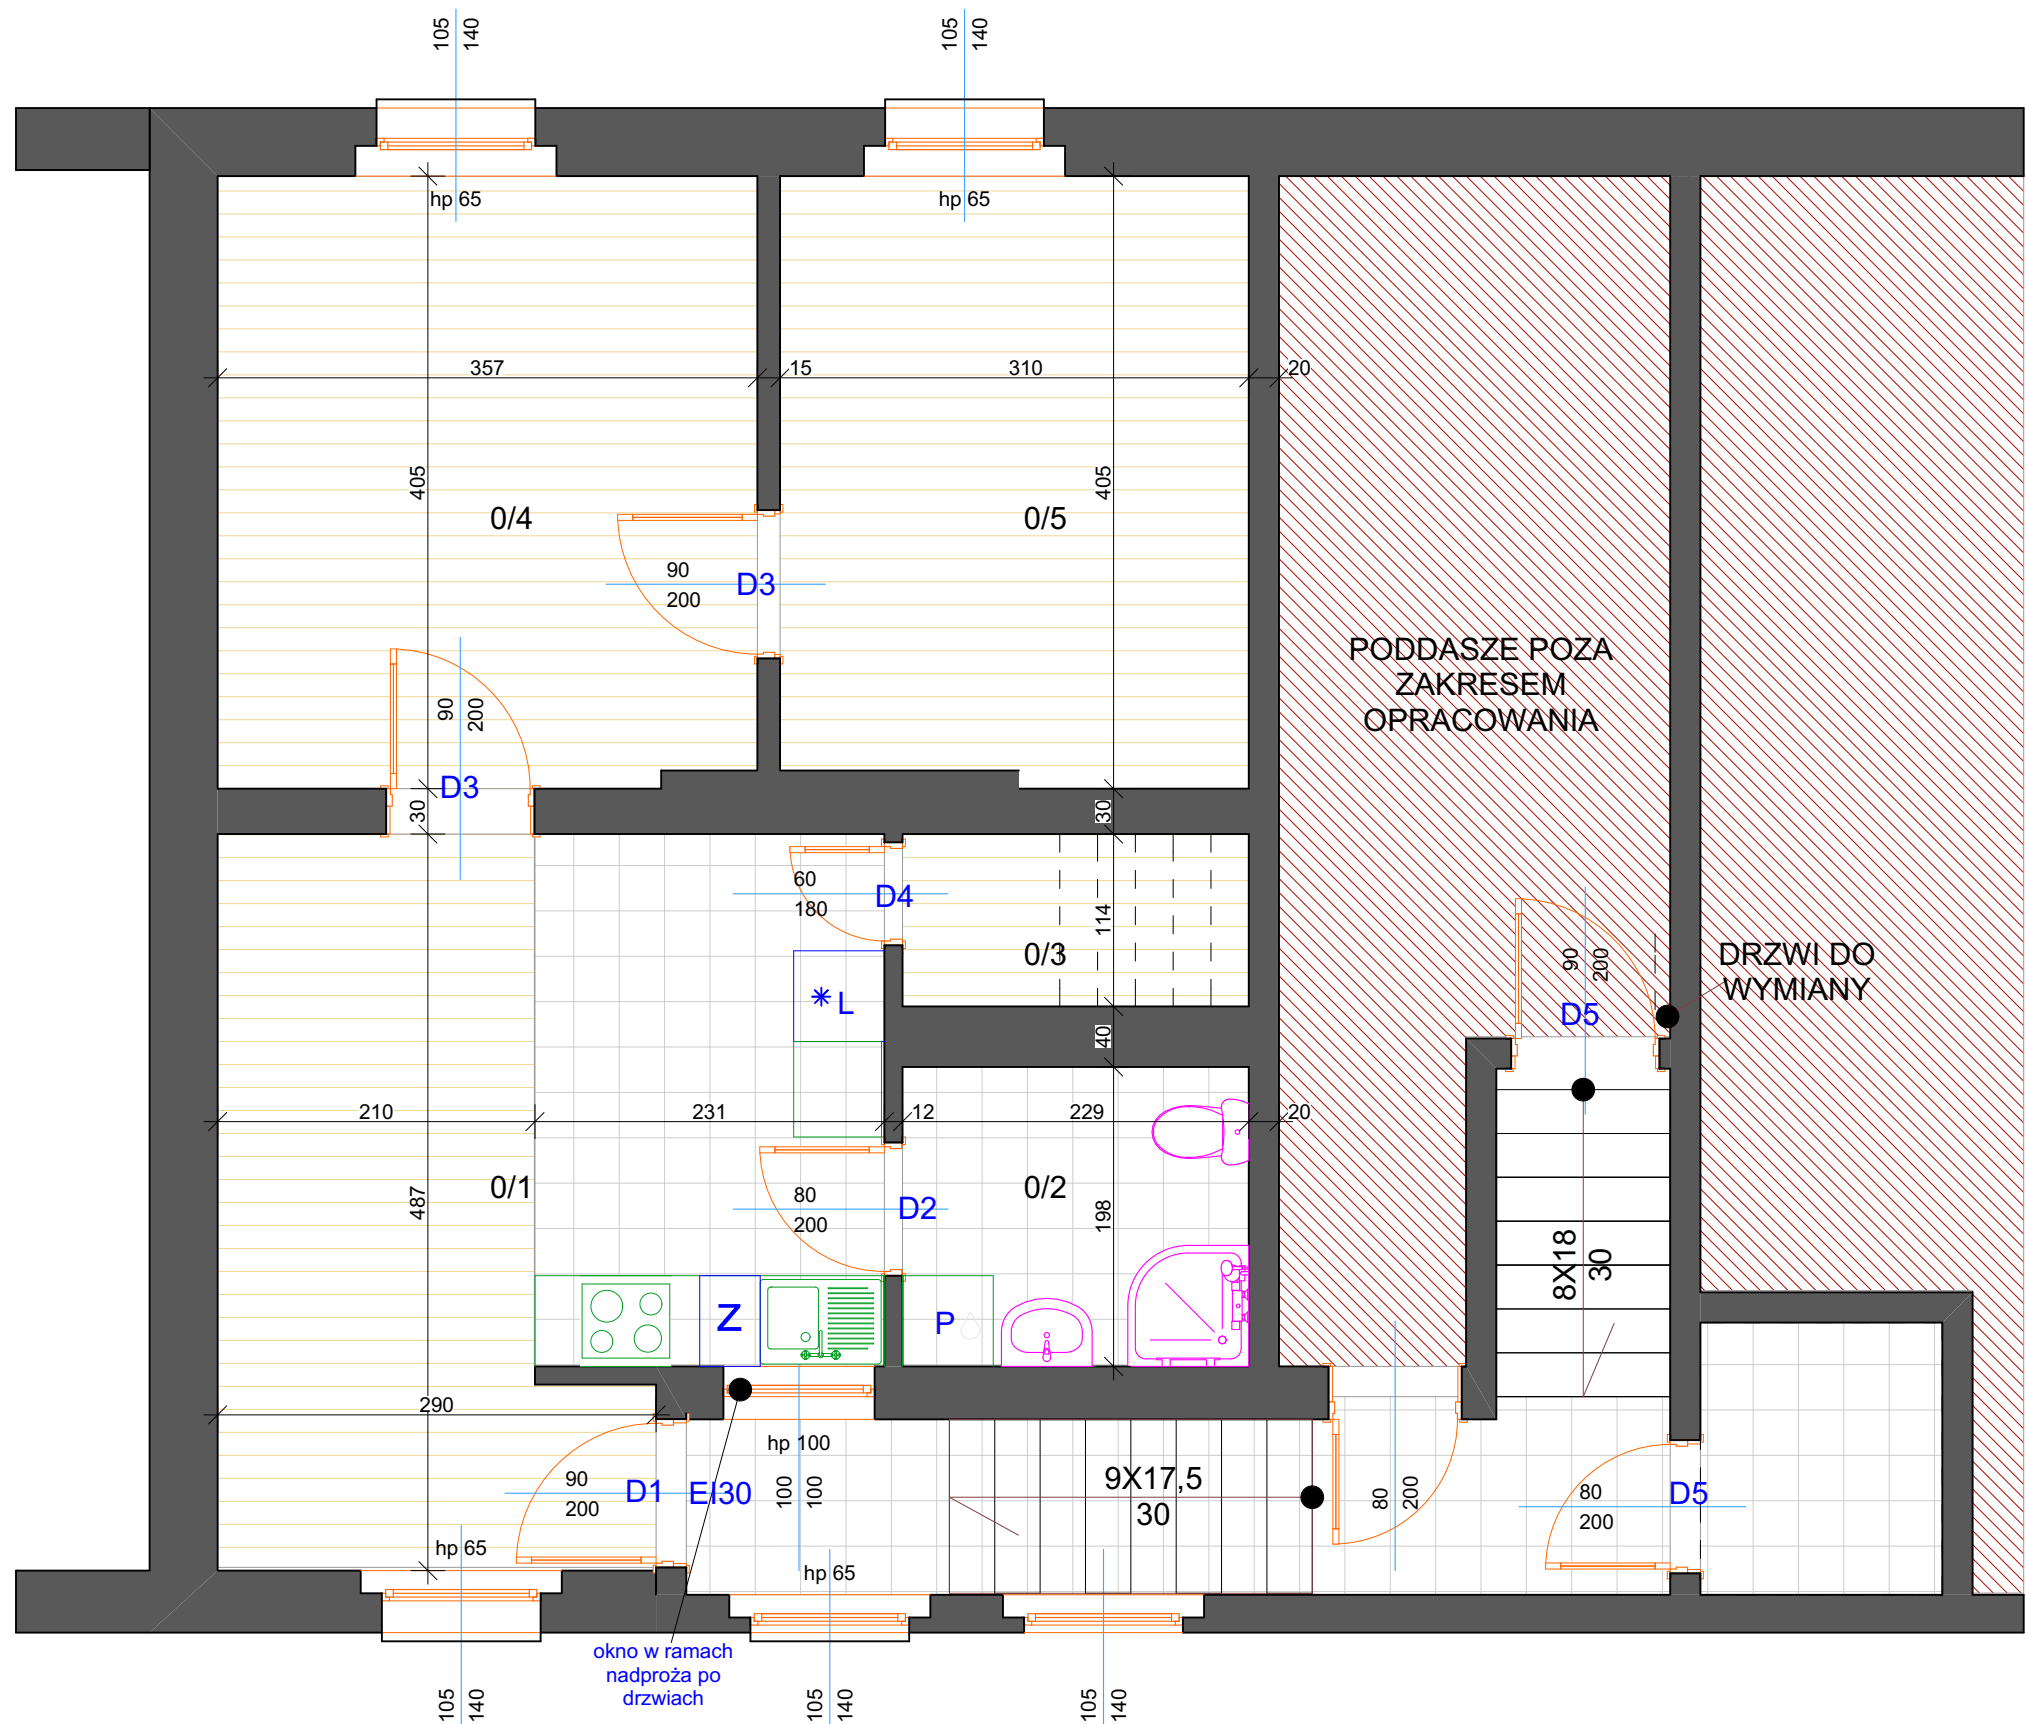 105
140
105
140
hp 65
hp 65
357
15
310
20
405
405
0/4
0/5
90
200
D3
PODDASZE POZA
ZAKRESEM
OPRACOWANIA
90
200
D3
30
30
60
180
D4
114
0/3
90
200
D5
DRZWI DO
WYMIANY
*L
40
210
231
12
229
20
0/1
487
80
200
D2
0/2
198
8X18
30
Z
P
290
hp 100
90
200
D1
EI30
100
100
9X17,5
30
80
200
80
200
D5
hp 65
hp 65
okno w ramach
nadproża po
drzwiach
105
140
105
140
105
140